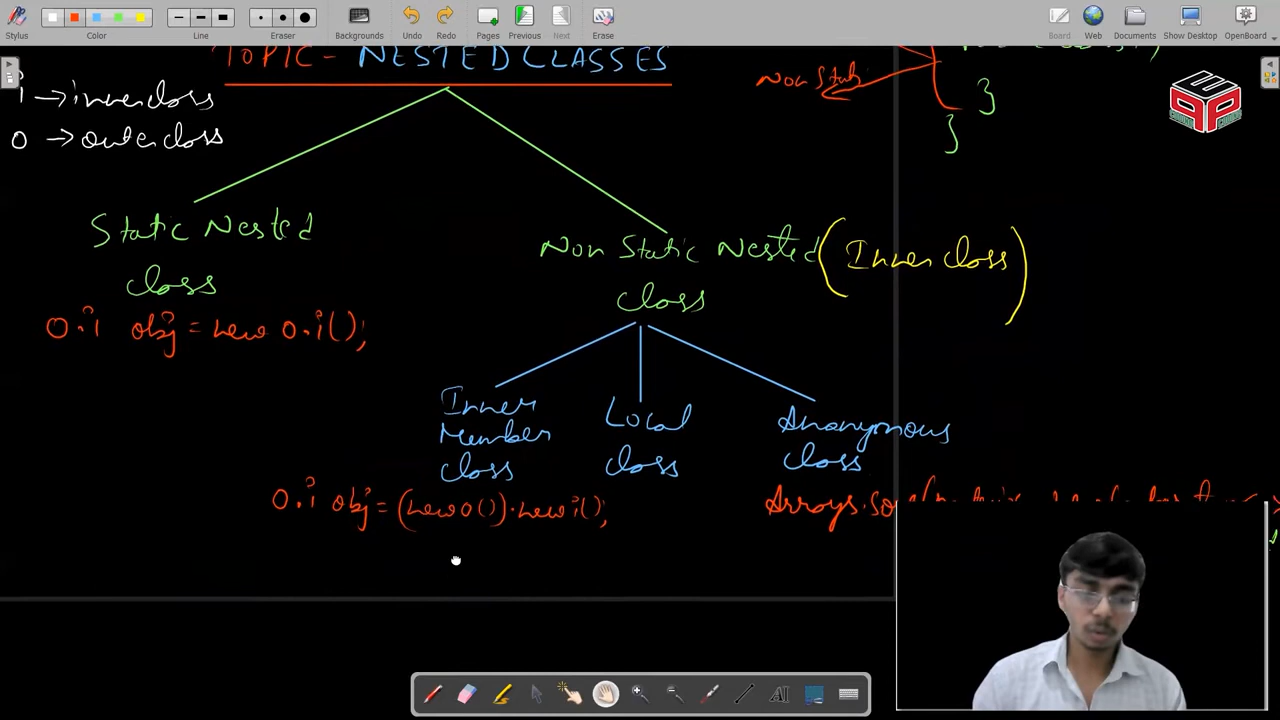 Stylus
Color
Line
Eraser
Backgrounds
Undo
Redo
Pages
Previous
Next
Erase
Board
Web
Documents
Show Desktop
OpenBoard
TOPIC - NESTED CLASSES
i → inner class
O → outer class
Non Static
}
}
Static Nested
class
O.i obj = new O.i();
Non Static Nested (Inner class)
class
Inner
Member
class
Local
class
Anonymous
class
O.i obj = (new O()).new i();